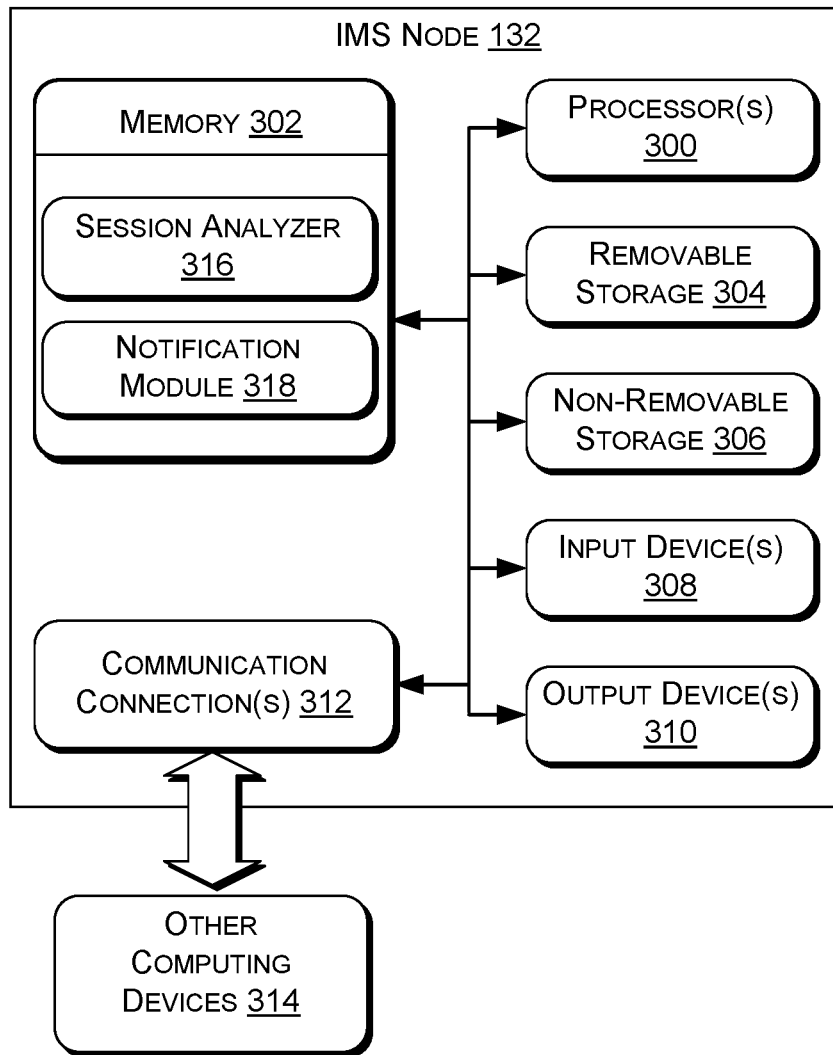 IMS NODE 132
MEMORY 302
SESSION ANALYZER
316
NOTIFICATION
MODULE 318
COMMUNICATION
CONNECTION(S) 312
PROCESSOR(S)
300
REMOVABLE
STORAGE 304
NON-REMOVABLE
STORAGE 306
INPUT DEVICE(S)
308
OUTPUT DEVICE(S)
310
OTHER
COMPUTING
DEVICES 314